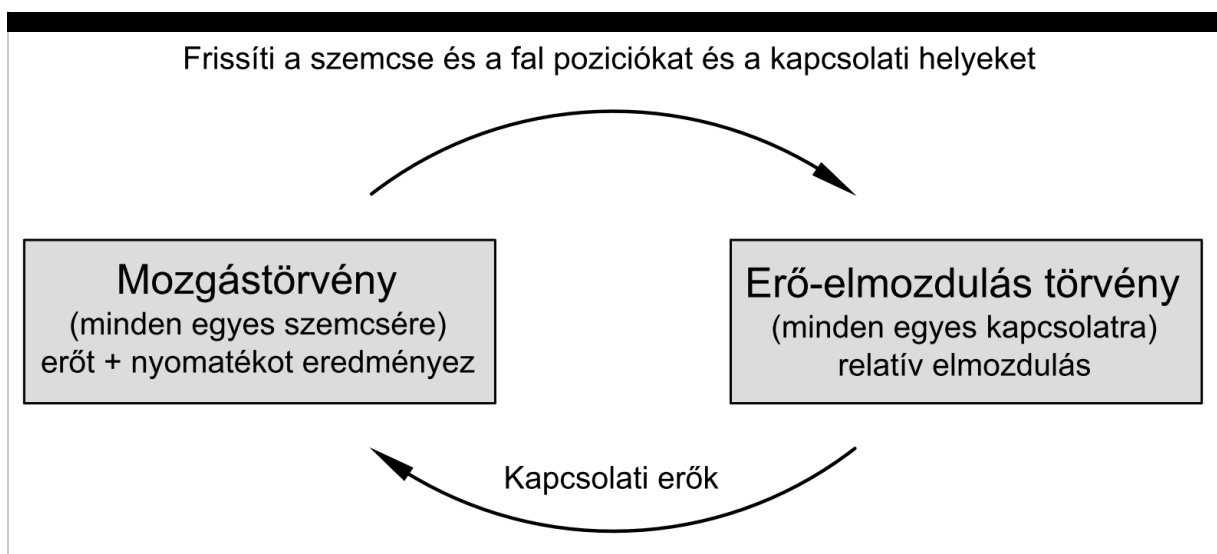 Frissíti a szemcse és a fal poziciókat és a kapcsolati helyeket
Mozgástörvény
(minden egyes szemcsére)
erőt + nyomatékot eredményez
Erő-elmozdulás törvény
(minden egyes kapcsolatra)
relatív elmozdulás
Kapcsolati erők